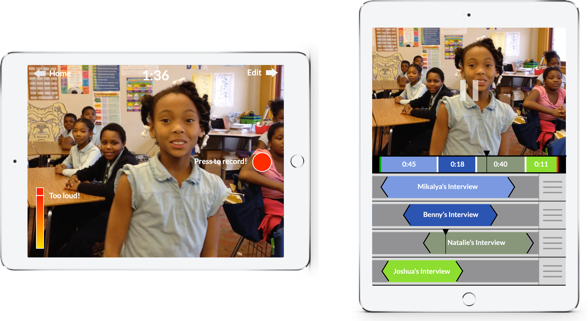 Home
1:36
Edit
Press to record!
Too loud!
0:45
0:18
0:40
0:11
Mikalya's Interview
Benny's Interview
Natalie's Interview
Joshua's Interview